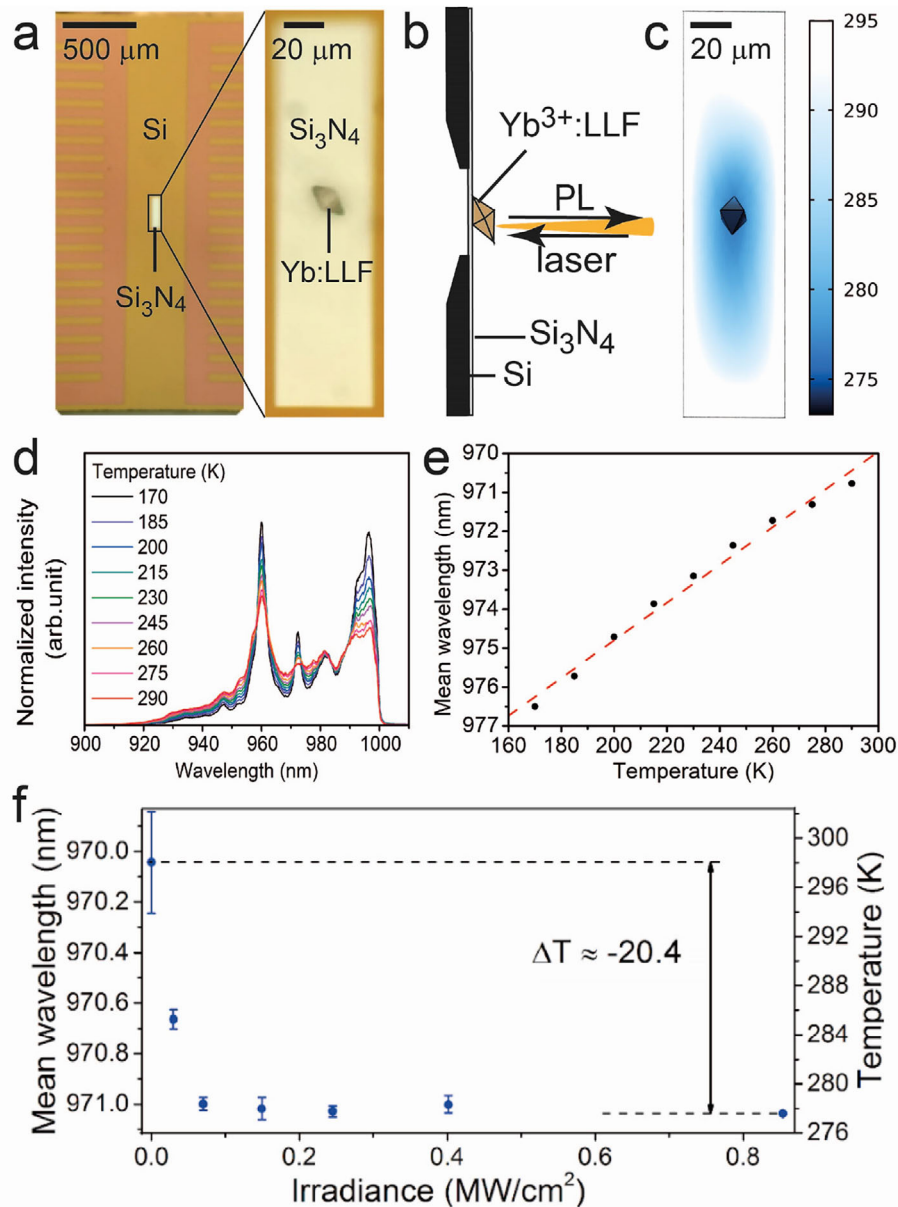 a
500 μm
Si
Si3N4
20 μm
Si3N4
Yb:LLF
b
Yb3+:LLF
PL
laser
Si3N4
Si
c
20 μm
295
290
285
280
275
d
Temperature (K)
170
185
200
215
230
245
260
275
290
Normalized intensity
(arb.unit)
900 920 940 960 980 1000
Wavelength (nm)
e
Mean wavelength (nm)
970
971
972
973
974
975
976
977
160 180 200 220 240 260 280 300
Temperature (K)
f
Mean wavelength (nm)
970.0
970.2
970.4
970.6
970.8
971.0
ΔT ≈ -20.4
300
298
296
294
292
288
286
284
280
278
276
Temperature (K)
0.0 0.2 0.4 0.6 0.8
Irradiance (MW/cm2)